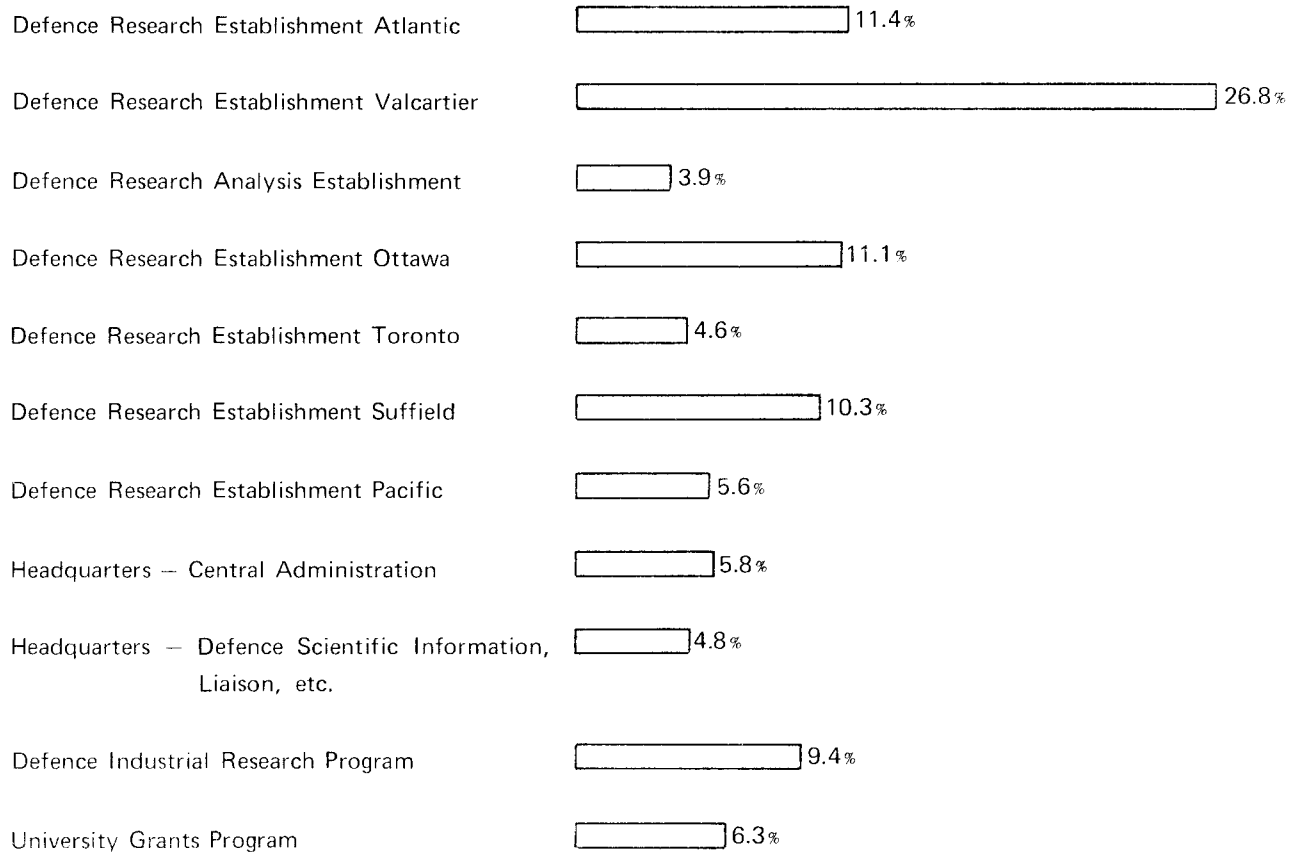 Defence Research Establishment Atlantic 11.4%
Defence Research Establishment Valcartier 26.8%
Defence Research Analysis Establishment 3.9%
Defence Research Establishment Ottawa 11.1%
Defence Research Establishment Toronto 4.6%
Defence Research Establishment Suffield 10.3%
Defence Research Establishment Pacific 5.6%
Headquarters — Central Administration 5.8%
Headquarters — Defence Scientific Information, 4.8%
Liaison, etc.
Defence Industrial Research Program 9.4%
University Grants Program 6.3%